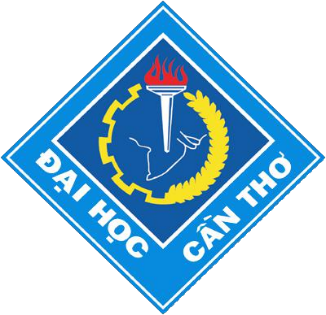 ĐẠI HỌC
CẦN THƠ